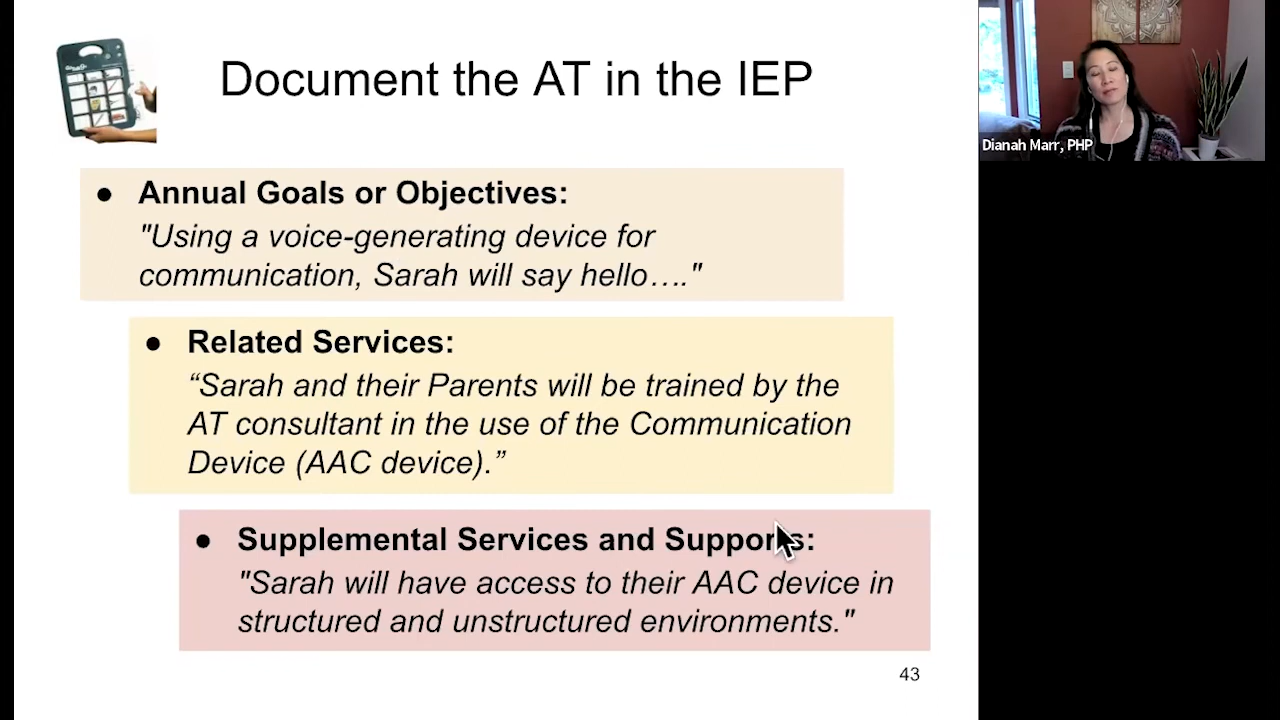 Document the AT in the IEP
Dianah Marr, PHP
● Annual Goals or Objectives:
"Using a voice-generating device for
communication, Sarah will say hello…."
● Related Services:
“Sarah and their Parents will be trained by the
AT consultant in the use of the Communication
Device (AAC device).”
● Supplemental Services and Supports:
"Sarah will have access to their AAC device in
structured and unstructured environments."
43